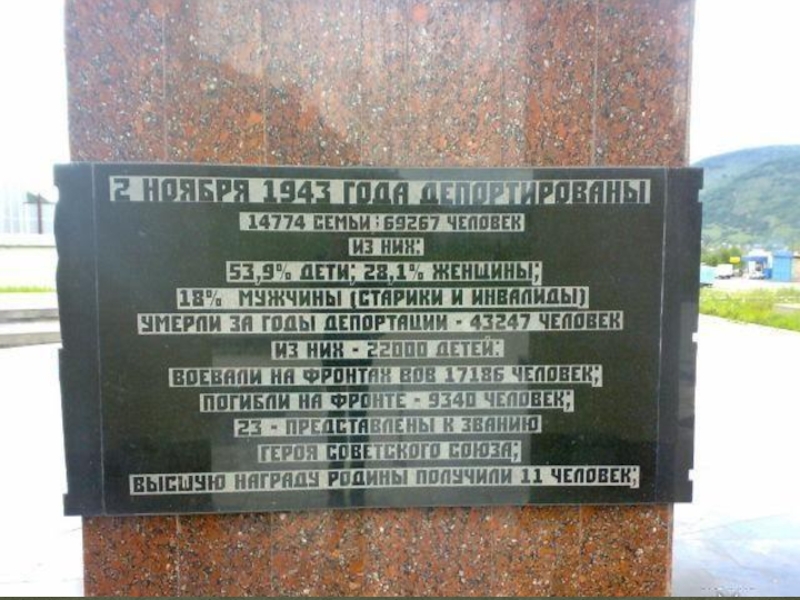 2 НОЯБРЯ 1943 ГОДА ДЕПОРТИРОВАНЫ
14774 СЕМЬИ : 69267 ЧЕЛОВЕК
ИЗ НИХ:
53,9% ДЕТИ; 28,1% ЖЕНЩИНЫ;
18% МУЖЧИНЫ (СТАРИКИ И ИНВАЛИДЫ)
УМЕРЛИ ЗА ГОДЫ ДЕПОРТАЦИИ - 43247 ЧЕЛОВЕК
ИЗ НИХ - 22000 ДЕТЕЙ:
ВОЕВАЛИ НА ФРОНТАХ ВОВ 17186 ЧЕЛОВЕК;
ПОГИБЛИ НА ФРОНТЕ - 9340 ЧЕЛОВЕК;
23 - ПРЕДСТАВЛЕНЫ К ЗВАНИЮ
ГЕРОЯ СОВЕТСКОГО СОЮЗА;
ВЫСШУЮ НАГРАДУ РОДИНЫ ПОЛУЧИЛИ 11 ЧЕЛОВЕК;